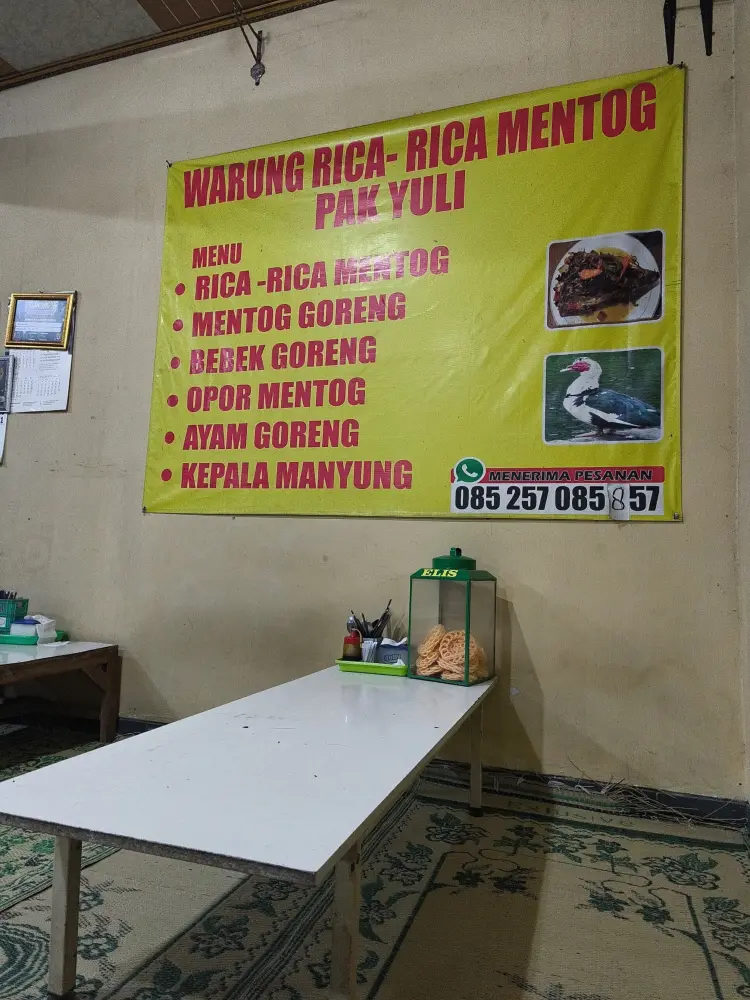 WARUNG RICA- RICA MENTOG
PAK YULI
MENU
• RICA -RICA MENTOG
• MENTOG GORENG
• BEBEK GORENG
• OPOR MENTOG
• AYAM GORENG
• KEPALA MANYUNG
MENERIMA PESANAN
085 257 085 857
ELIS